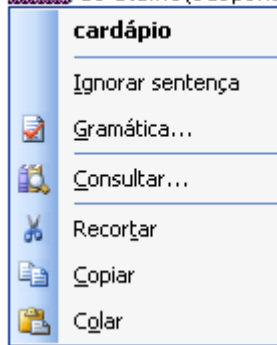 cardápio
Ignorar sentença
Gramática...
Consultar...
Recortar
Copiar
Colar